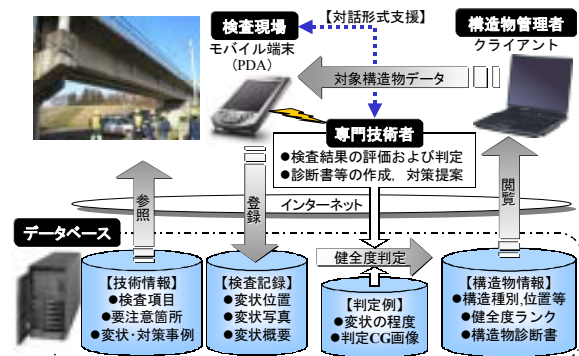 検査現場
モバイル端末
(PDA)
【対話形式支援】
構造物管理者
クライアント
対象構造物データ
専門技術者
●検査結果の評価および判定
●診断書等の作成，対策提案
参照
登録
閲覧
インターネット
データベース
健全度判定
【技術情報】
●検査項目
●要注意箇所
●変状・対策事例
【検査記録】
●変状位置
●変状写真
●変状概要
【判定例】
●変状の程度
●判定CG画像
【構造物情報】
●構造種別,位置等
●健全度ランク
●構造物診断書